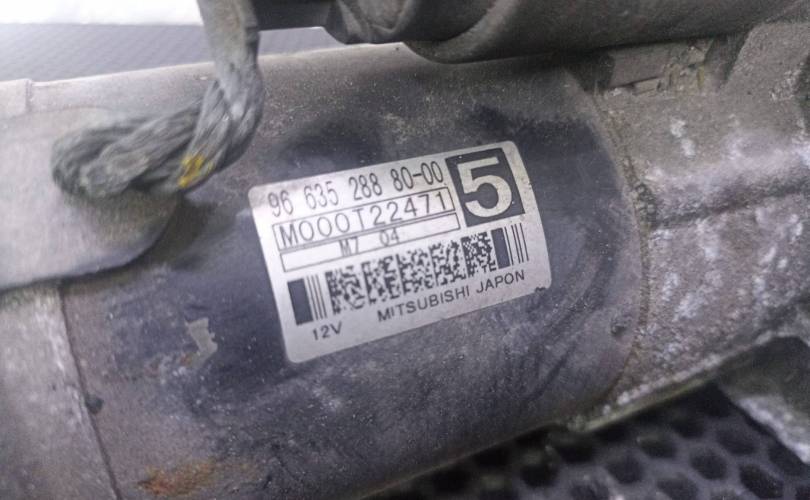 96 635 288 80-00
5
M000T22471
M7 04
12V MITSUBISHI JAPON